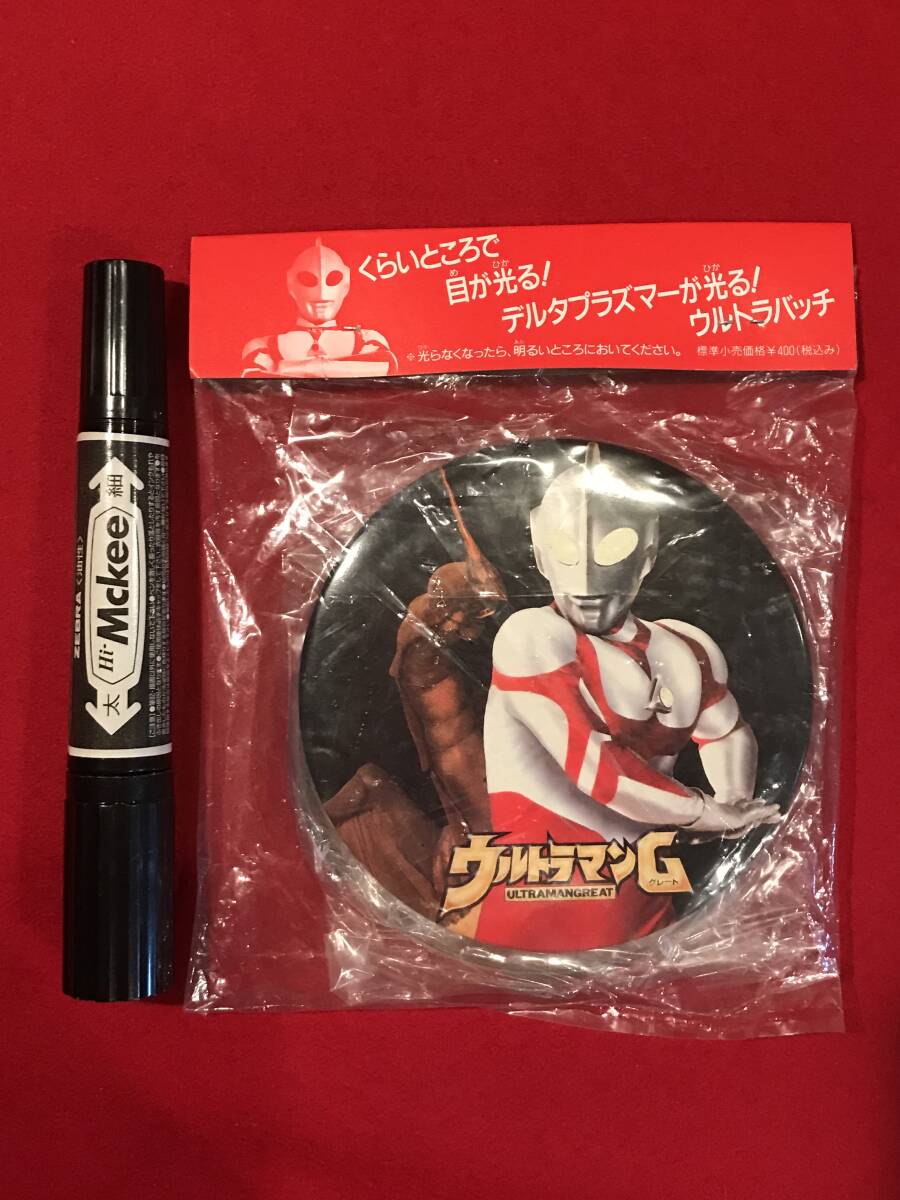 くらいところで
目が光る!
デルタプラズマーが光る!
ウルトラバッチ
※光らなくなったら、明るいところにおいてください。 標準小売価格¥400(税込み)
ウルトラマンG
グレート
ULTRAMANGREAT
細
Hi-Mckee
太
ZEBRA <油性>